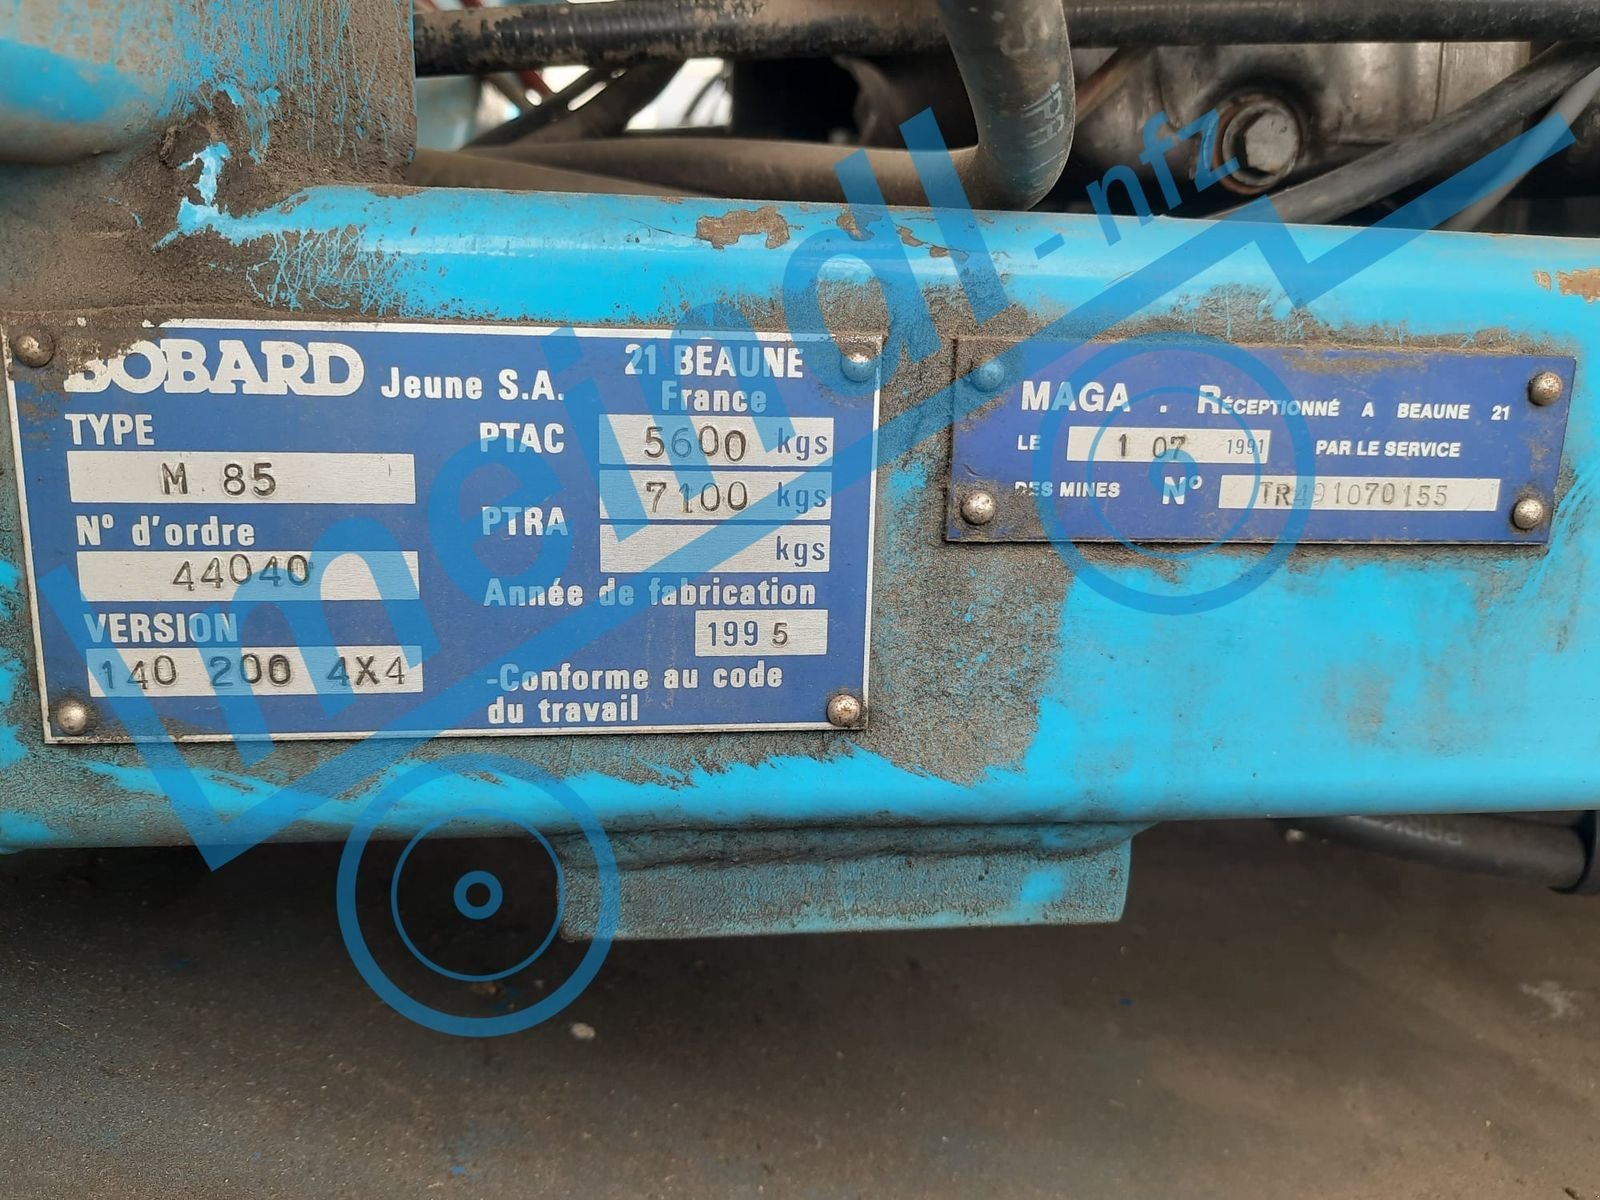 BOBARD Jeune S.A.
21 BEAUNE
France
TYPE
M 85
N° d'ordre
44040
VERSION
140 200 4X4
PTAC 5600 kgs
7100 kgs
PTRA
kgs
Année de fabrication
1995
-Conforme au code
du travail
MAGA . RÉCEPTIONNÉ A BEAUNE 21
LE 1 07 1991 PAR LE SERVICE
DES MINES N° TR491070155
meindl-nfz